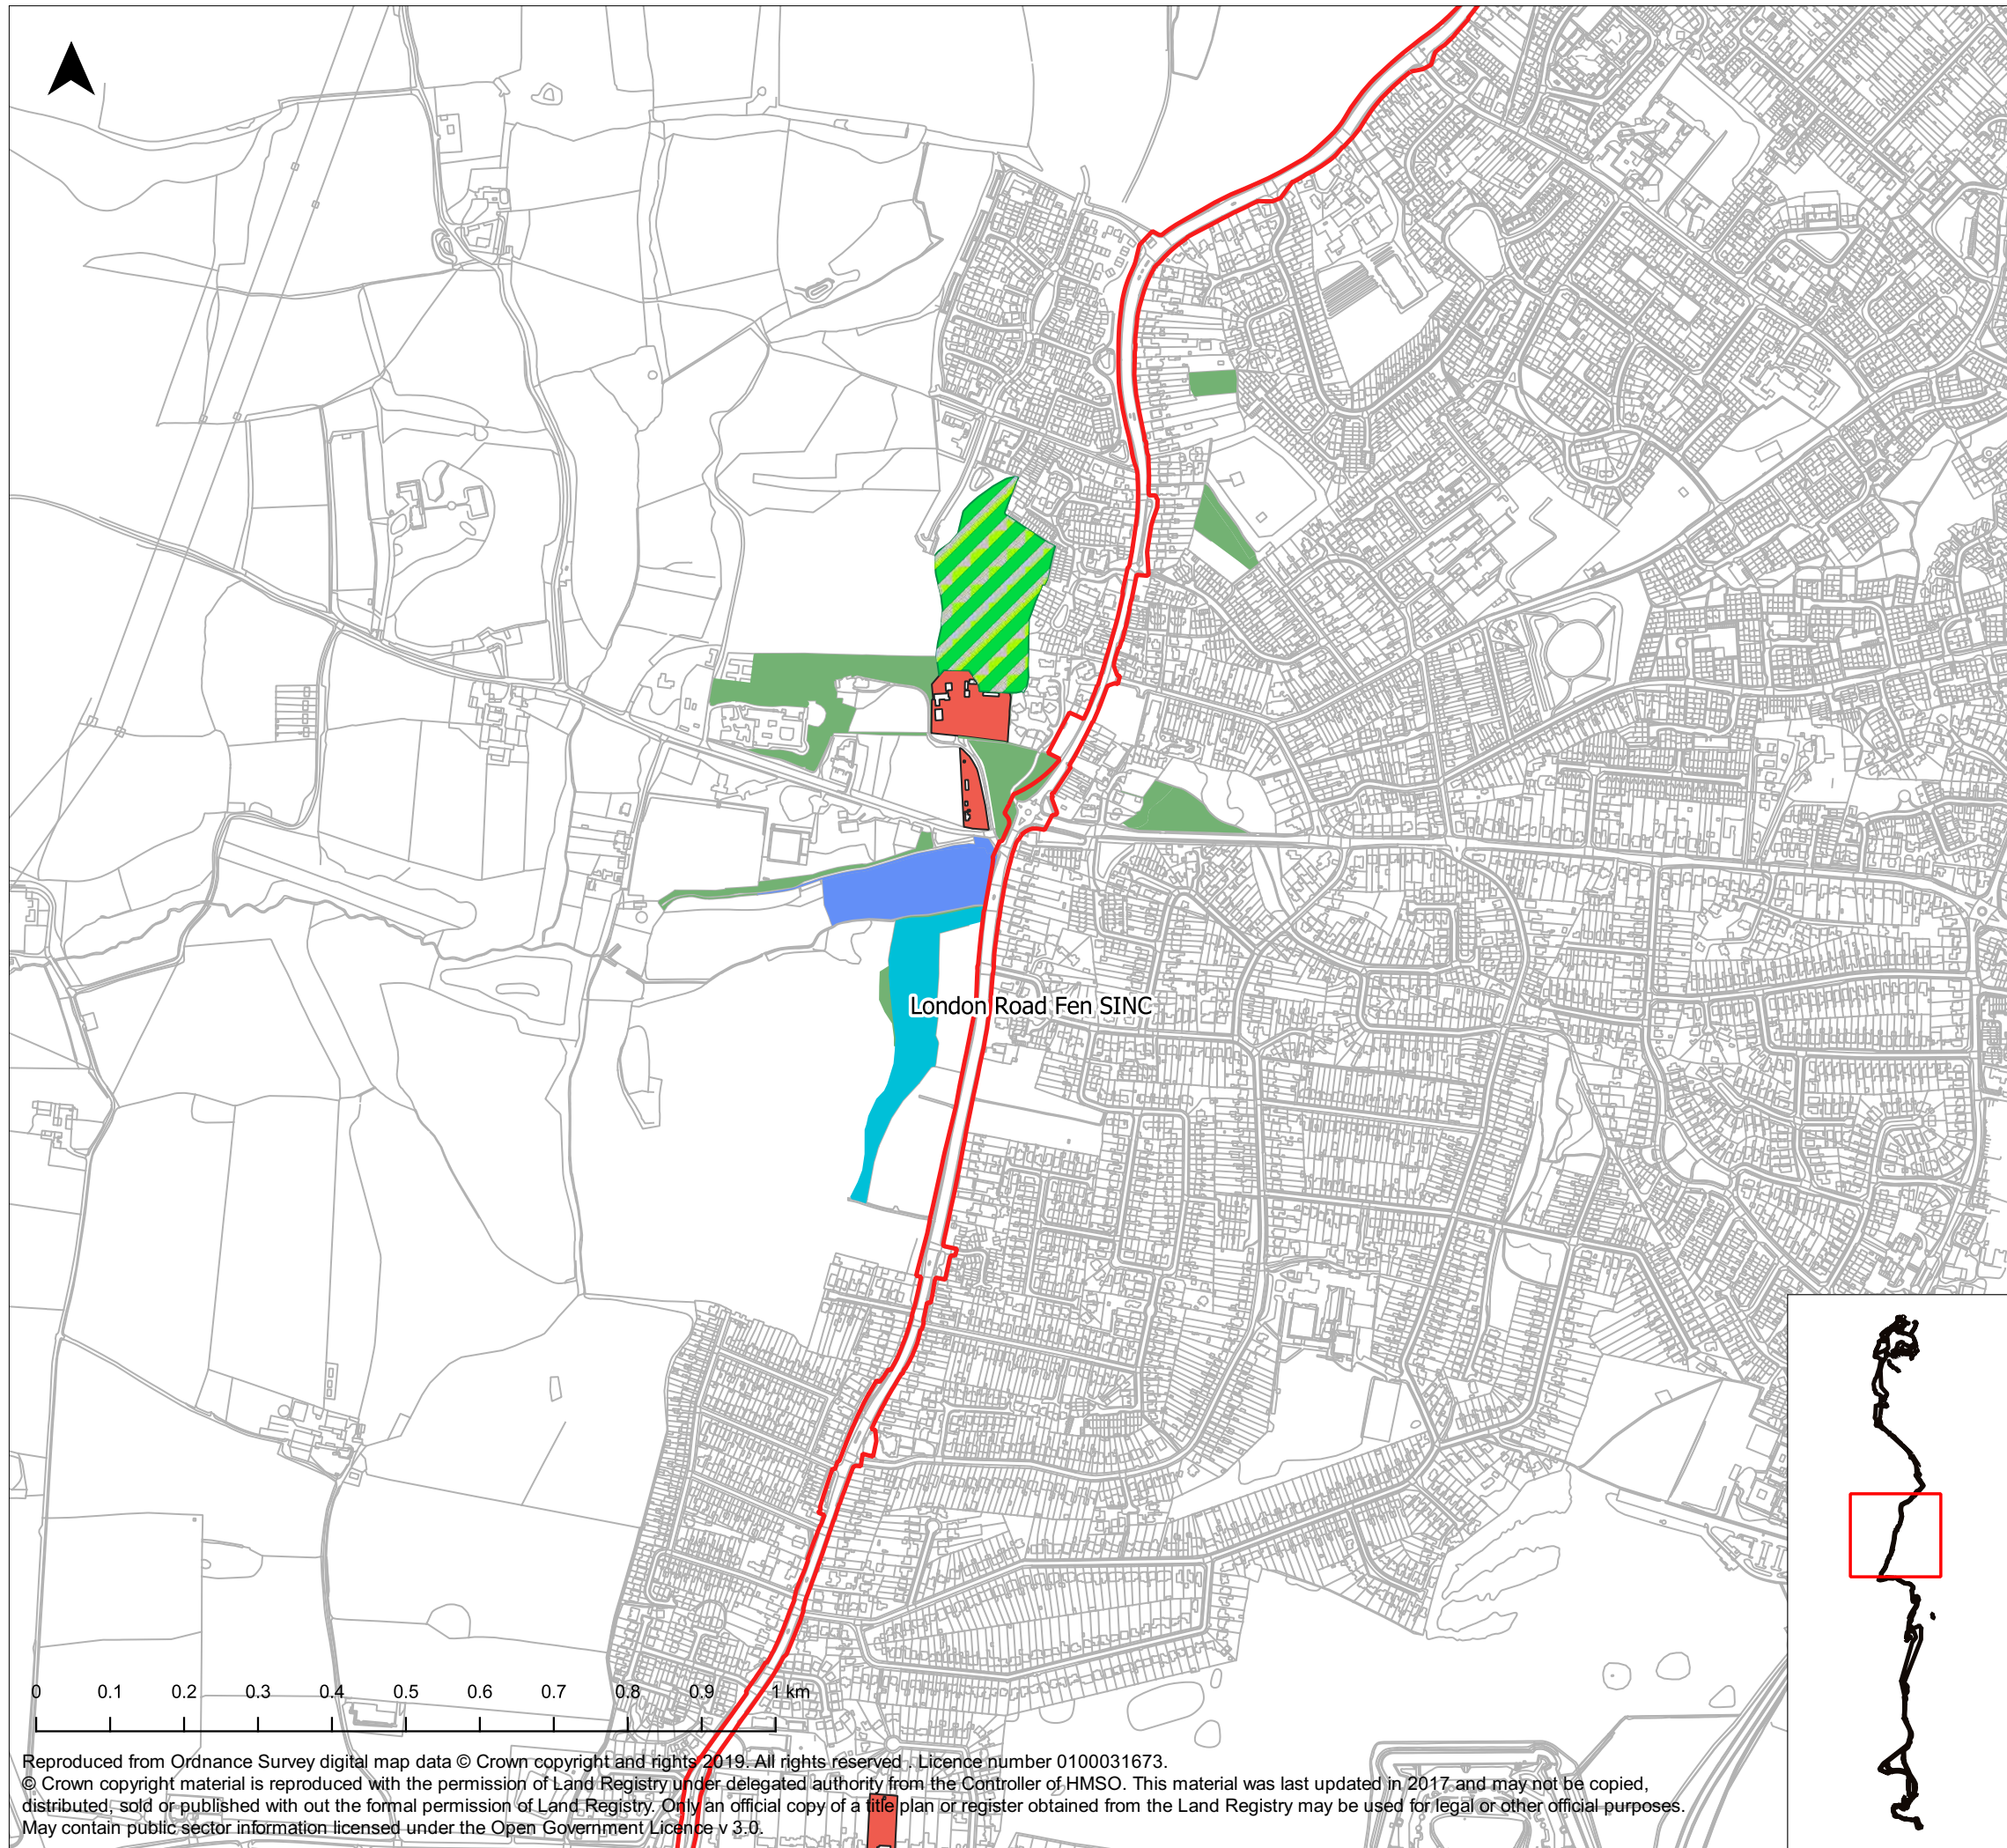 London Road Fen SINC
0 0.1 0.2 0.3 0.4 0.5 0.6 0.7 0.8 0.9 1 km
Reproduced from Ordnance Survey digital map data © Crown copyright and rights 2019. All rights reserved . Licence number 0100031673.
© Crown copyright material is reproduced with the permission of Land Registry under delegated authority from the Controller of HMSO. This material was last updated in 2017 and may not be copied,
distributed, sold or published with out the formal permission of Land Registry. Only an official copy of a title plan or register obtained from the Land Registry may be used for legal or other official purposes.
May contain public sector information licensed under the Open Government Licence v 3.0.